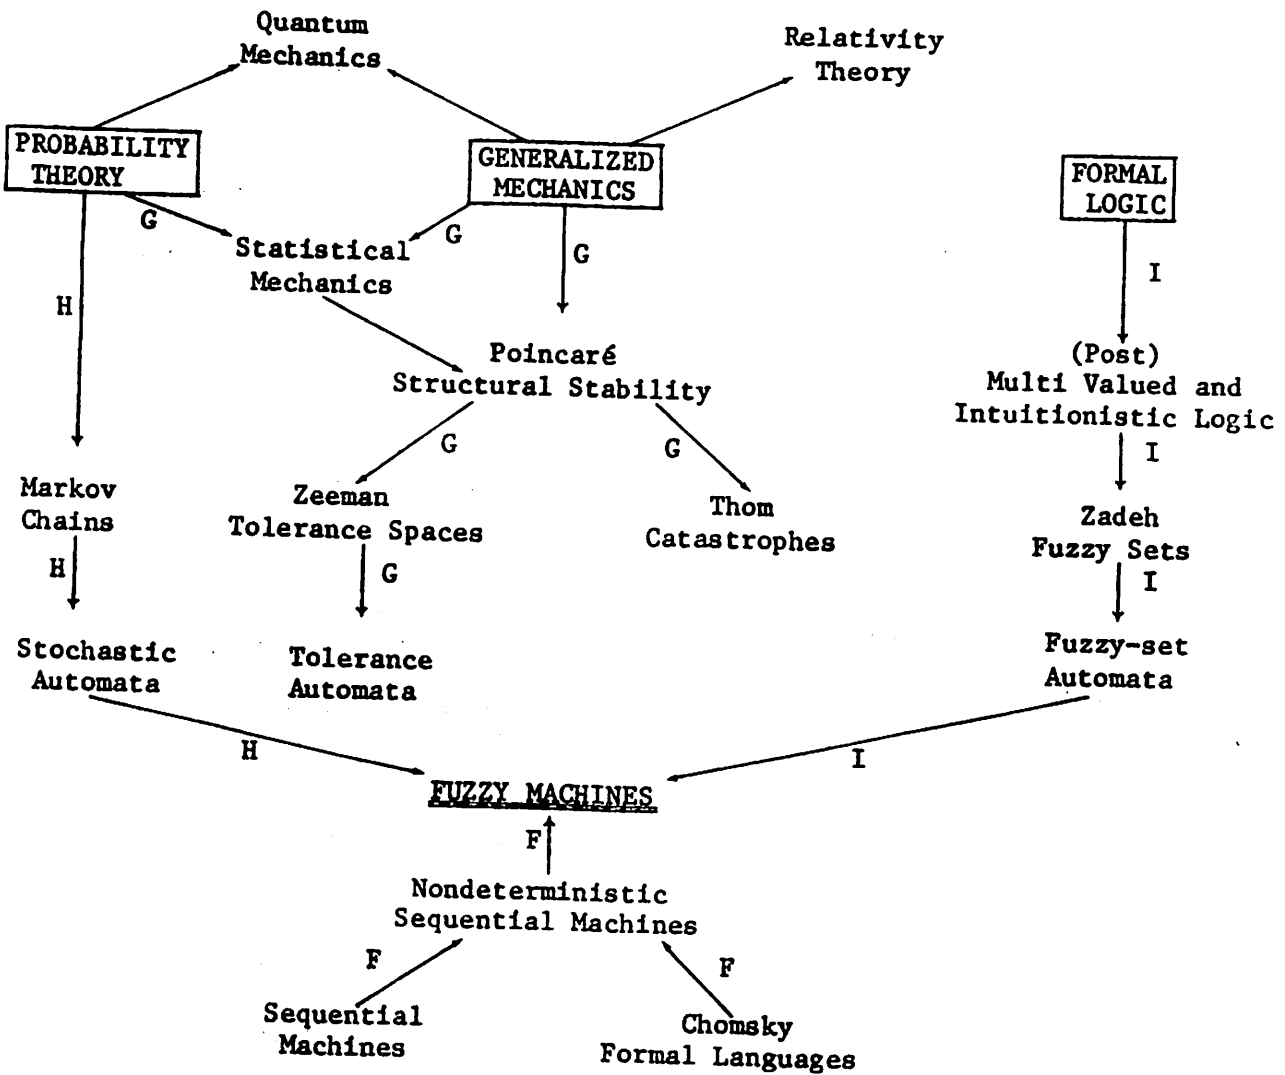 Quantum
Mechanics
Relativity
Theory
PROBABILITY
THEORY
GENERALIZED
MECHANICS
FORMAL
LOGIC
G
G
G
Statistical
Mechanics
H
I
Poincaré
Structural Stability
(Post)
Multi Valued and
Intuitionistic Logic
G
G
I
Markov
Chains
Zeeman
Tolerance Spaces
Thom
Catastrophes
Zadeh
Fuzzy Sets
H
G
I
Stochastic
Automata
Tolerance
Automata
Fuzzy-set
Automata
H
I
FUZZY MACHINES
F
Nondeterministic
Sequential Machines
F
F
Sequential
Machines
Chomsky
Formal Languages